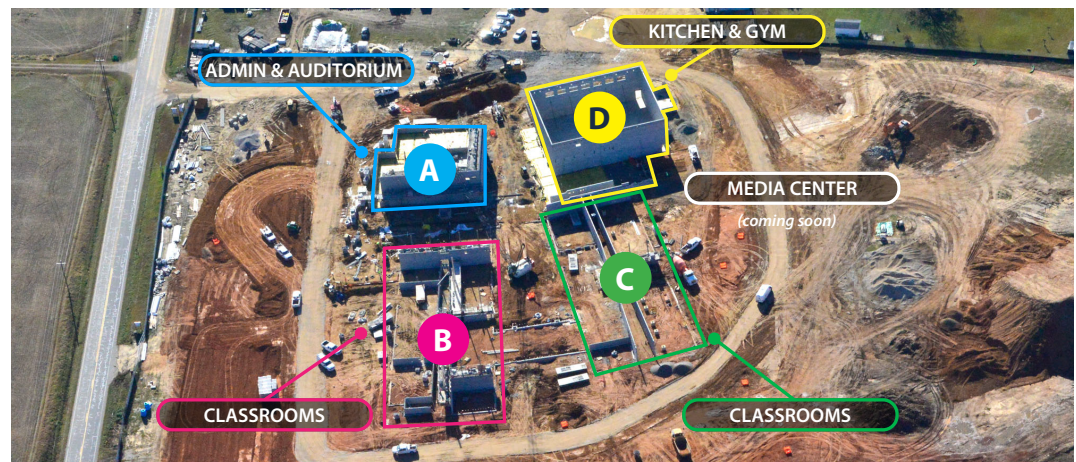 KITCHEN & GYM
ADMIN & AUDITORIUM
D
A
MEDIA CENTER
(coming soon)
C
B
CLASSROOMS
CLASSROOMS